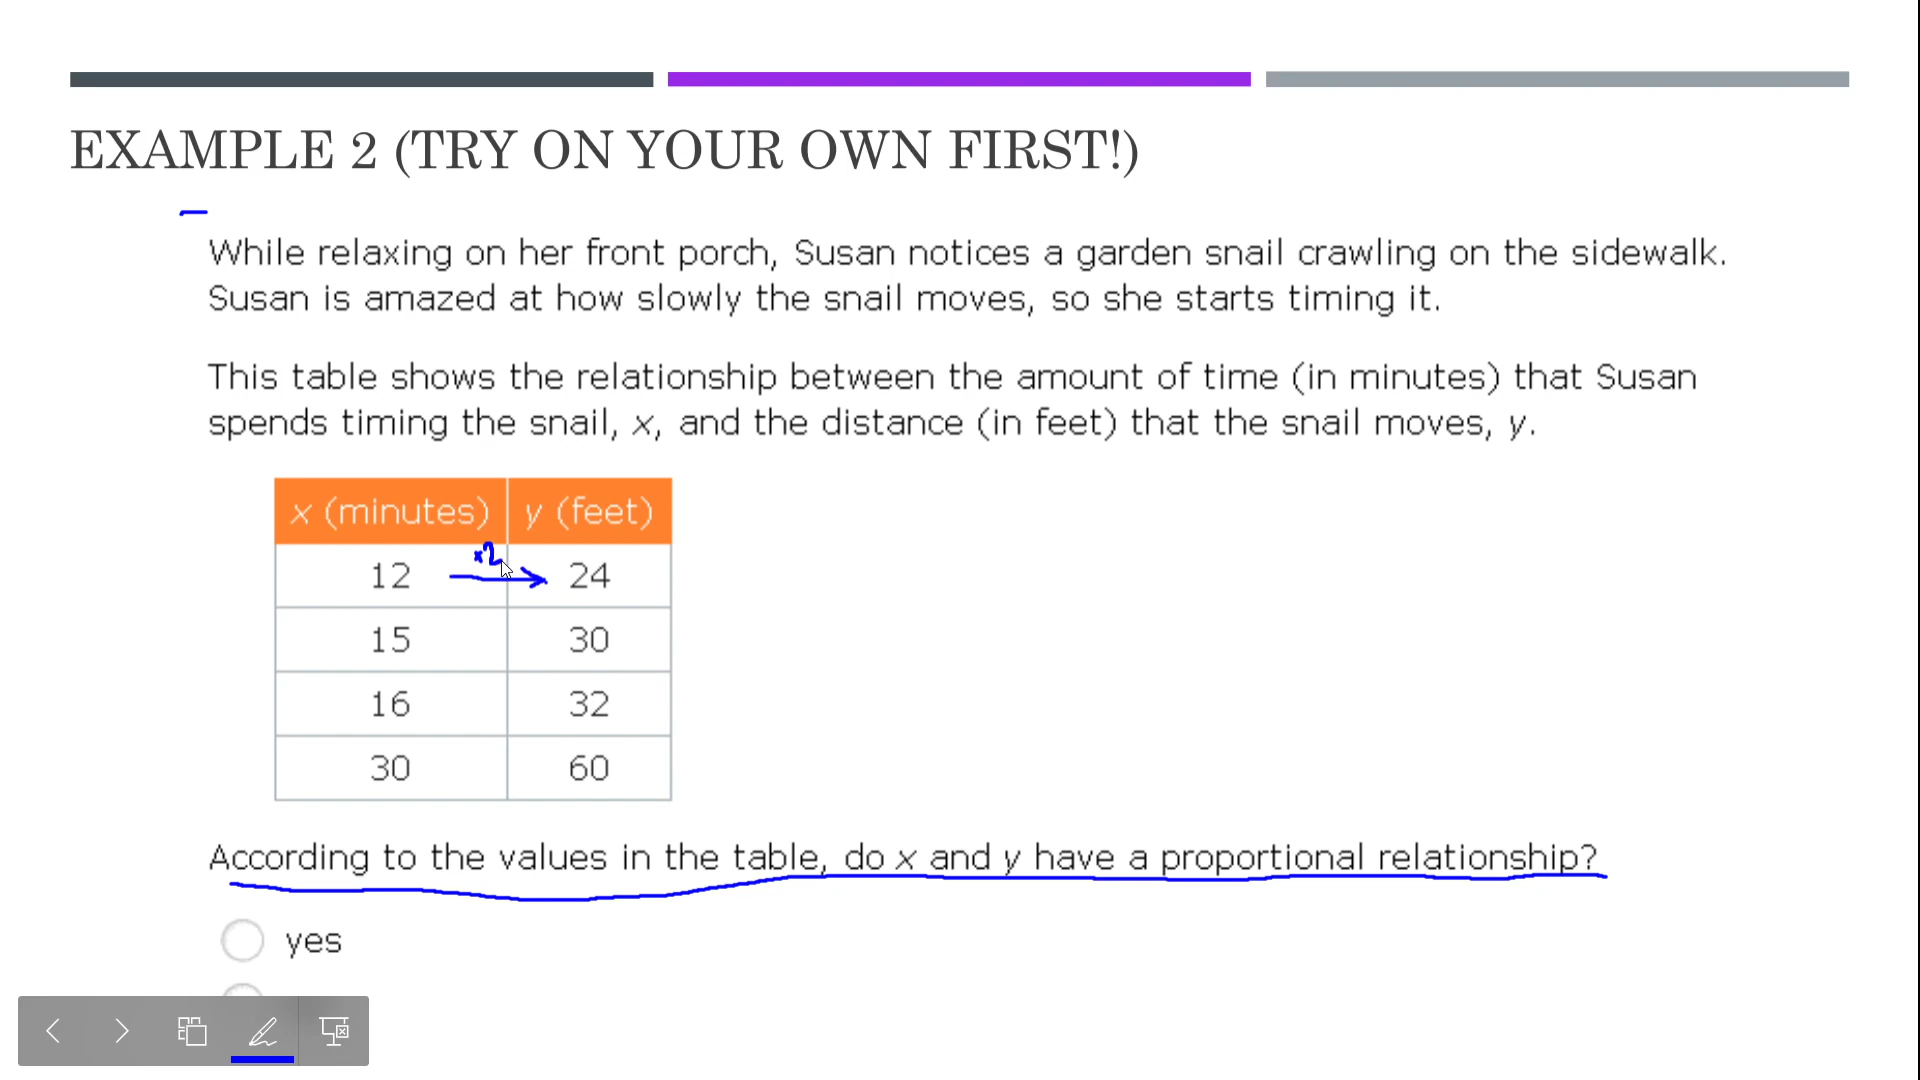 EXAMPLE 2 (TRY ON YOUR OWN FIRST!)
While relaxing on her front porch, Susan notices a garden snail crawling on the sidewalk.
Susan is amazed at how slowly the snail moves, so she starts timing it.
This table shows the relationship between the amount of time (in minutes) that Susan
spends timing the snail, x, and the distance (in feet) that the snail moves, y.
x (minutes) y (feet)
x2
12 24
15 30
16 32
30 60
According to the values in the table, do x and y have a proportional relationship?
yes